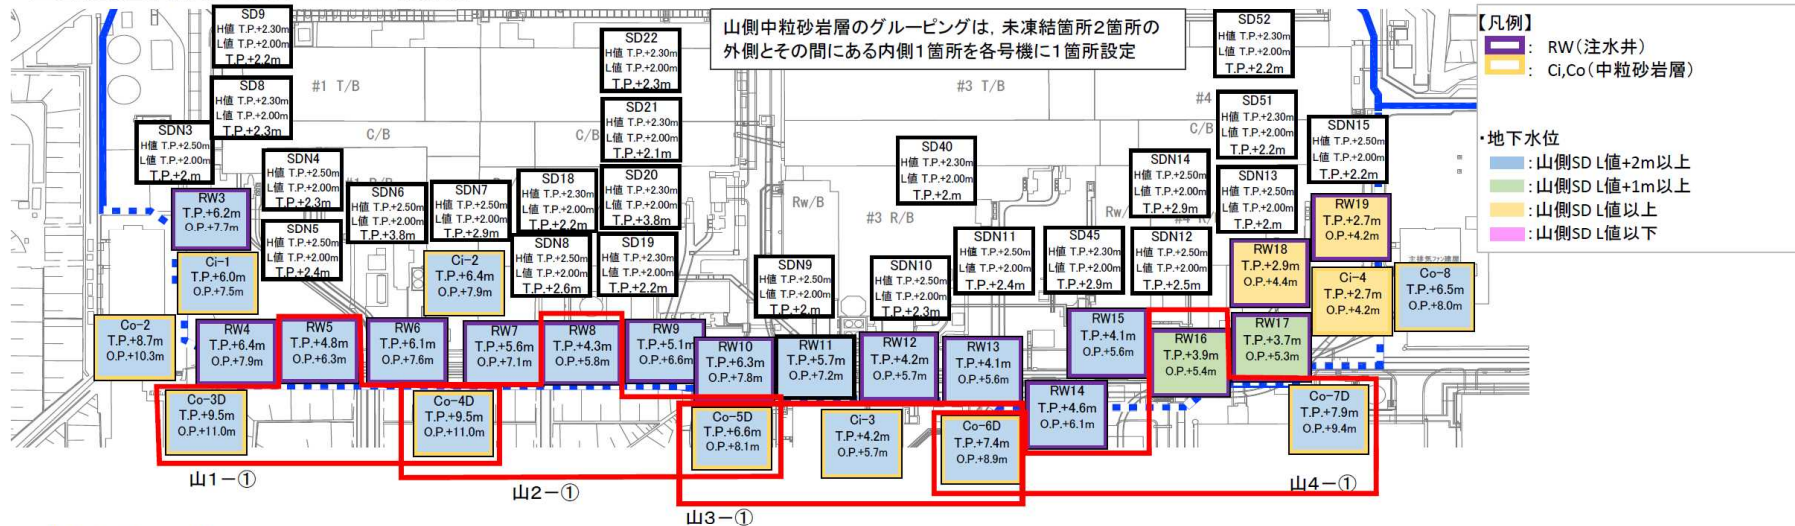 山側中粒砂岩層のグルーピングは，未凍結箇所2箇所の
外側とその間にある内側1箇所を各号機に1箇所設定
【凡例】
: RW（注水井）
: Ci,Co（中粒砂岩層）
・地下水位
: 山側SD L値+2m以上
: 山側SD L値+1m以上
: 山側SD L値以上
: 山側SD L値以下
SD9
H値 T.P.+2.30m
L値 T.P.+2.00m
T.P.+2.2m
SD8
H値 T.P.+2.30m
L値 T.P.+2.00m
T.P.+2.3m
SDN3
H値 T.P.+2.50m
L値 T.P.+2.00m
T.P.+2.m
SDN4
H値 T.P.+2.50m
L値 T.P.+2.00m
T.P.+2.3m
SDN5
H値 T.P.+2.50m
L値 T.P.+2.00m
T.P.+2.4m
SDN6
H値 T.P.+2.50m
L値 T.P.+2.00m
T.P.+3.8m
SDN7
H値 T.P.+2.50m
L値 T.P.+2.00m
T.P.+2.9m
SD18
H値 T.P.+2.30m
L値 T.P.+2.00m
T.P.+2.2m
SDN8
H値 T.P.+2.50m
L値 T.P.+2.00m
T.P.+2.6m
SD22
H値 T.P.+2.30m
L値 T.P.+2.00m
T.P.+2.3m
SD21
H値 T.P.+2.30m
L値 T.P.+2.00m
T.P.+2.1m
SD20
H値 T.P.+2.30m
L値 T.P.+2.00m
T.P.+3.8m
SD19
H値 T.P.+2.30m
L値 T.P.+2.00m
T.P.+2.2m
SDN9
H値 T.P.+2.50m
L値 T.P.+2.00m
T.P.+2.m
SDN10
H値 T.P.+2.50m
L値 T.P.+2.00m
T.P.+2.3m
SD40
H値 T.P.+2.30m
L値 T.P.+2.00m
T.P.+2.m
SDN11
H値 T.P.+2.50m
L値 T.P.+2.00m
T.P.+2.4m
SD45
H値 T.P.+2.30m
L値 T.P.+2.00m
T.P.+2.9m
SDN14
H値 T.P.+2.50m
L値 T.P.+2.00m
T.P.+2.9m
SDN12
H値 T.P.+2.50m
L値 T.P.+2.00m
T.P.+2.5m
SD52
H値 T.P.+2.30m
L値 T.P.+2.00m
T.P.+2.2m
SD51
H値 T.P.+2.30m
L値 T.P.+2.00m
T.P.+2.2m
SDN13
H値 T.P.+2.50m
L値 T.P.+2.00m
T.P.+2.m
SDN15
H値 T.P.+2.50m
L値 T.P.+2.00m
T.P.+2.2m
#1 T/B
C/B
C/B
#3 T/B
#4
C/B
Rw/B
#3 R/B
Rw
RW3
T.P.+6.2m
O.P.+7.7m
Ci-1
T.P.+6.0m
O.P.+7.5m
Ci-2
T.P.+6.4m
O.P.+7.9m
Co-2
T.P.+8.7m
O.P.+10.3m
RW4
T.P.+6.4m
O.P.+7.9m
RW5
T.P.+4.8m
O.P.+6.3m
RW6
T.P.+6.1m
O.P.+7.6m
RW7
T.P.+5.6m
O.P.+7.1m
RW8
T.P.+4.3m
O.P.+5.8m
RW9
T.P.+5.1m
O.P.+6.6m
RW10
T.P.+6.3m
O.P.+7.8m
RW11
T.P.+5.7m
O.P.+7.2m
RW12
T.P.+4.2m
O.P.+5.7m
RW13
T.P.+4.1m
O.P.+5.6m
RW14
T.P.+4.6m
O.P.+6.1m
RW15
T.P.+4.1m
O.P.+5.6m
RW16
T.P.+3.9m
O.P.+5.4m
RW17
T.P.+3.7m
O.P.+5.3m
RW18
T.P.+2.9m
O.P.+4.4m
RW19
T.P.+2.7m
O.P.+4.2m
Ci-4
T.P.+2.7m
O.P.+4.2m
Co-8
T.P.+6.5m
O.P.+8.0m
Co-3D
T.P.+9.5m
O.P.+11.0m
Co-4D
T.P.+9.5m
O.P.+11.0m
Co-5D
T.P.+6.6m
O.P.+8.1m
Ci-3
T.P.+4.2m
O.P.+5.7m
Co-6D
T.P.+7.4m
O.P.+8.9m
Co-7D
T.P.+7.9m
O.P.+9.4m
山1－①
山2－①
山3－①
山4－①